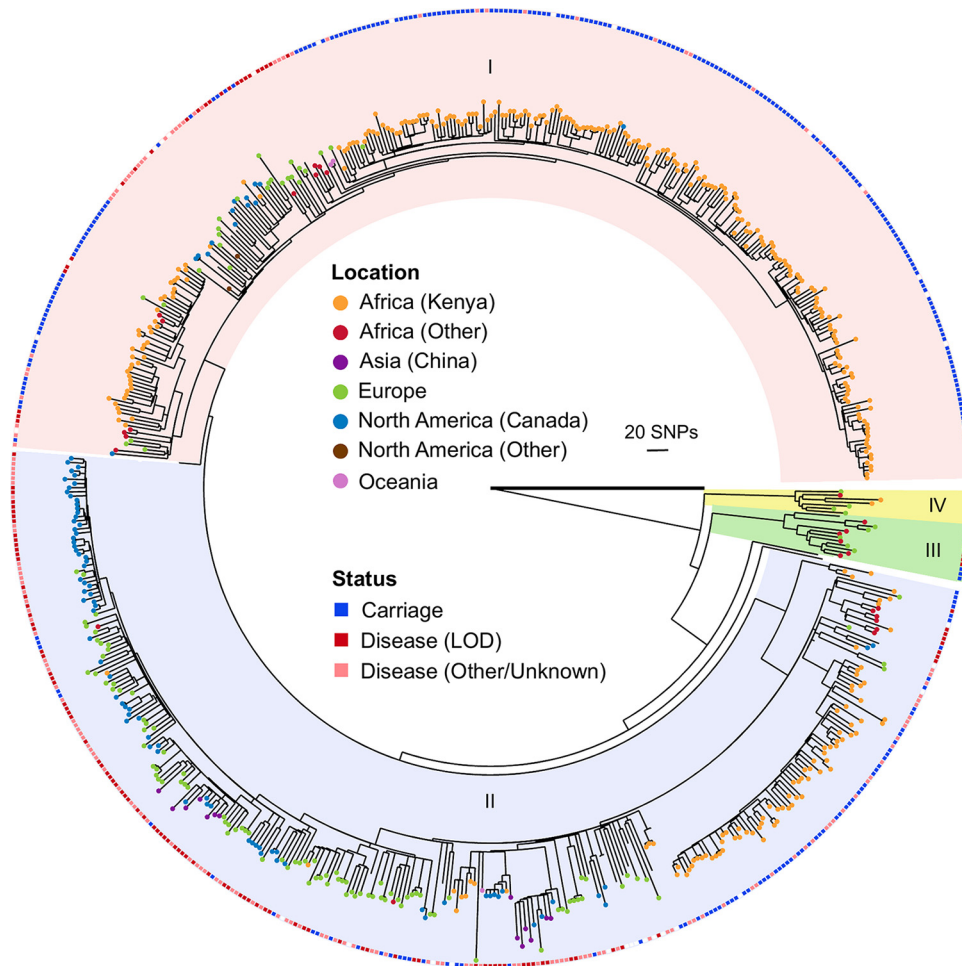 I
Location
Africa (Kenya)
Africa (Other)
Asia (China)
Europe
North America (Canada)
North America (Other)
Oceania
20 SNPs
IV
III
Status
Carriage
Disease (LOD)
Disease (Other/Unknown)
II